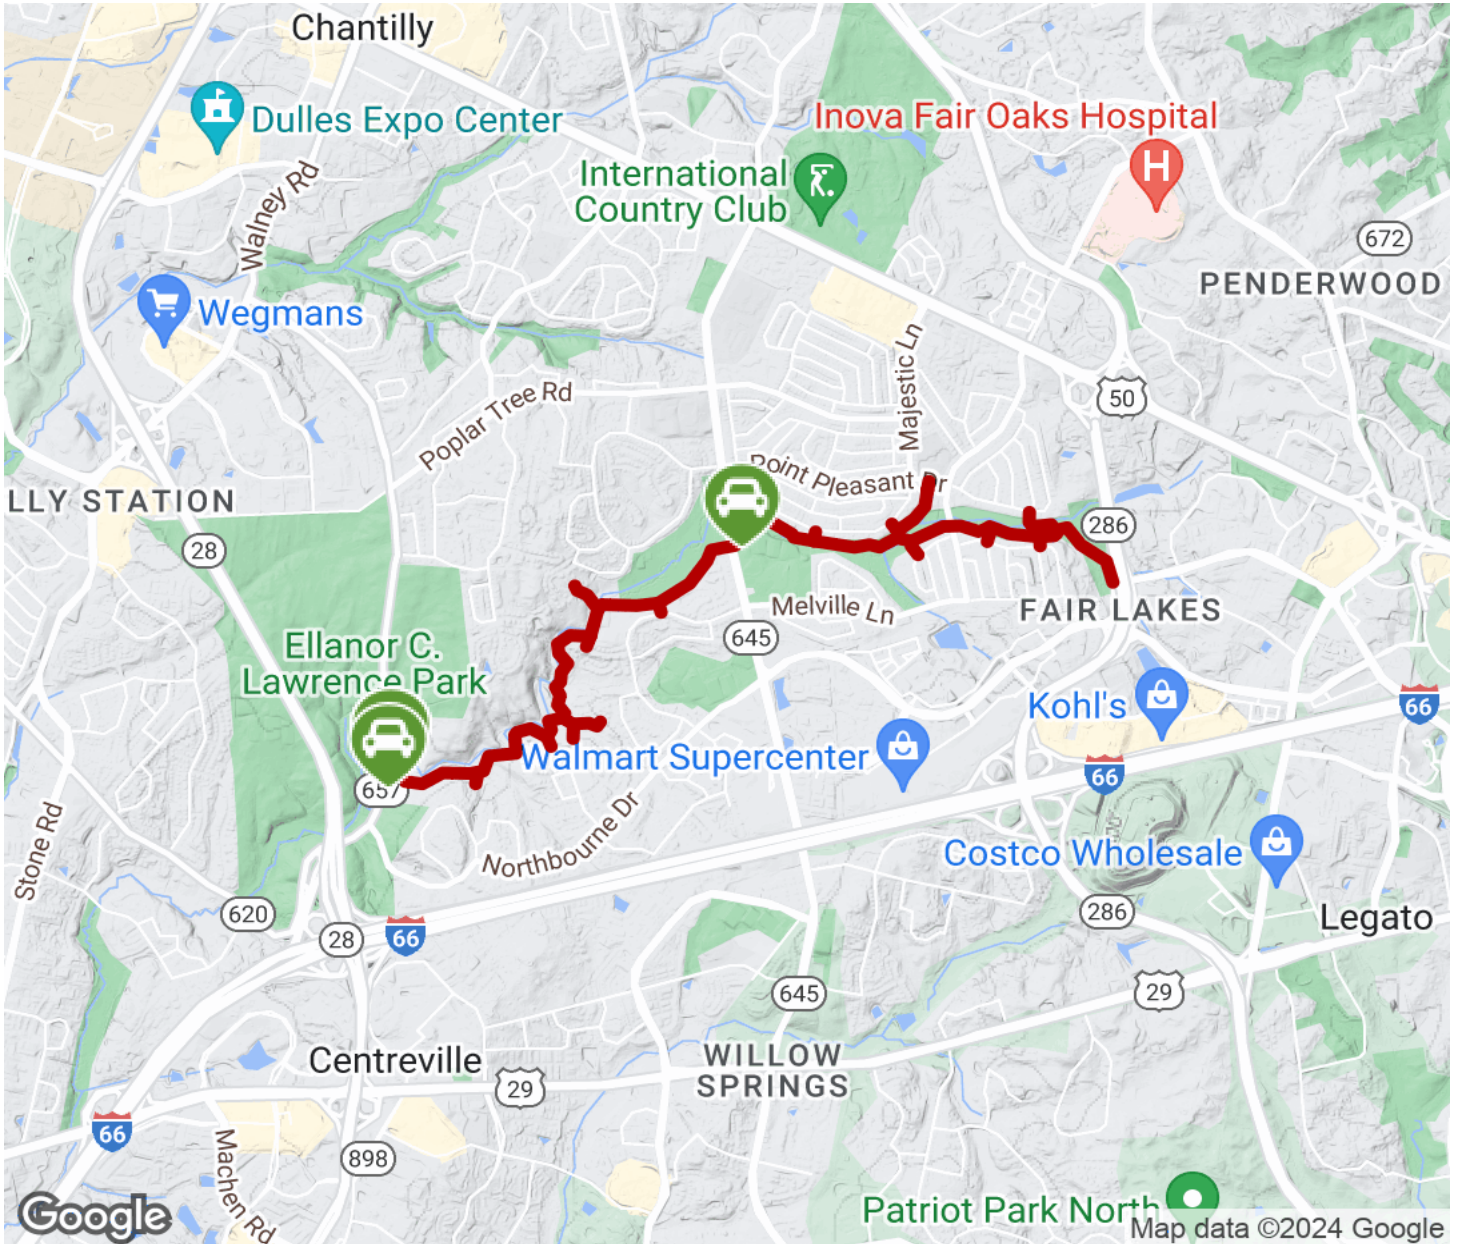 Chantilly
Dulles Expo Center
Inova Fair Oaks Hospital
H
International
Country Club
Walney Rd
672
PENDERWOOD
Wegmans
Majestic Ln
50
Poplar Tree Rd
Point Pleasant Dr
LLY STATION
286
28
Melville Ln
FAIR LAKES
645
Ellanor C.
Lawrence Park
Kohl's
66
Walmart Supercenter
66
657
Northbourne Dr
Stone Rd
Costco Wholesale
620
28
66
286
Legato
645
29
Centreville
WILLOW
SPRINGS
29
66
Machen Rd
898
Patriot Park North
Google
Map data ©2024 Google